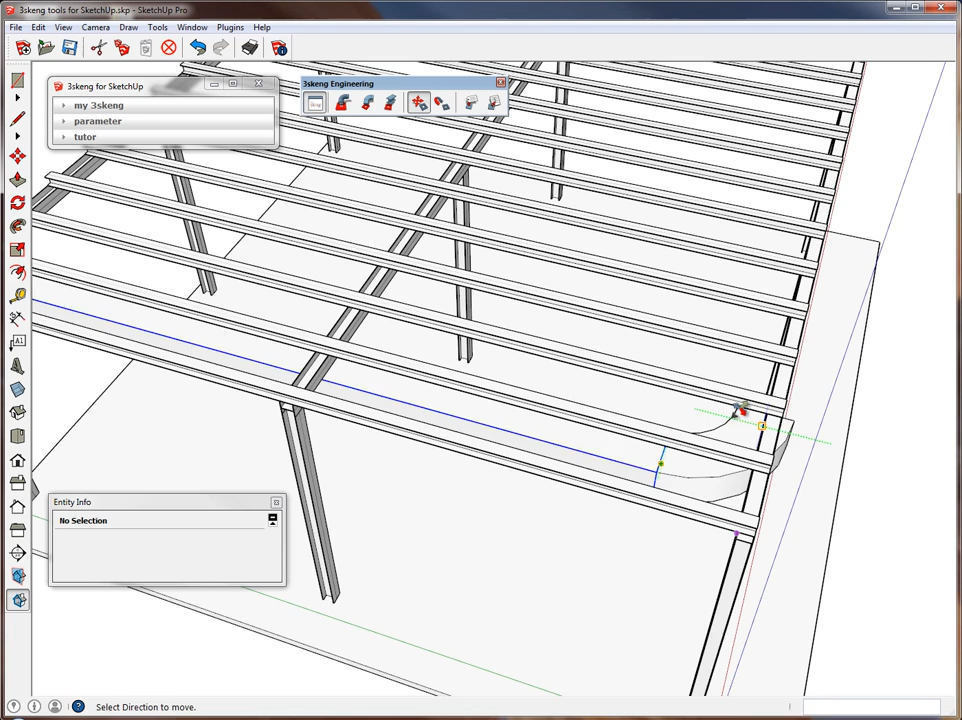 3skeng tools for SketchUp.skp - SketchUp Pro
File Edit View Camera Draw Tools Window Plugins Help
3skeng for SketchUp
my 3skeng
parameter
tutor
3skeng Engineering
A1
Entity Info
No Selection
Select Direction to move.